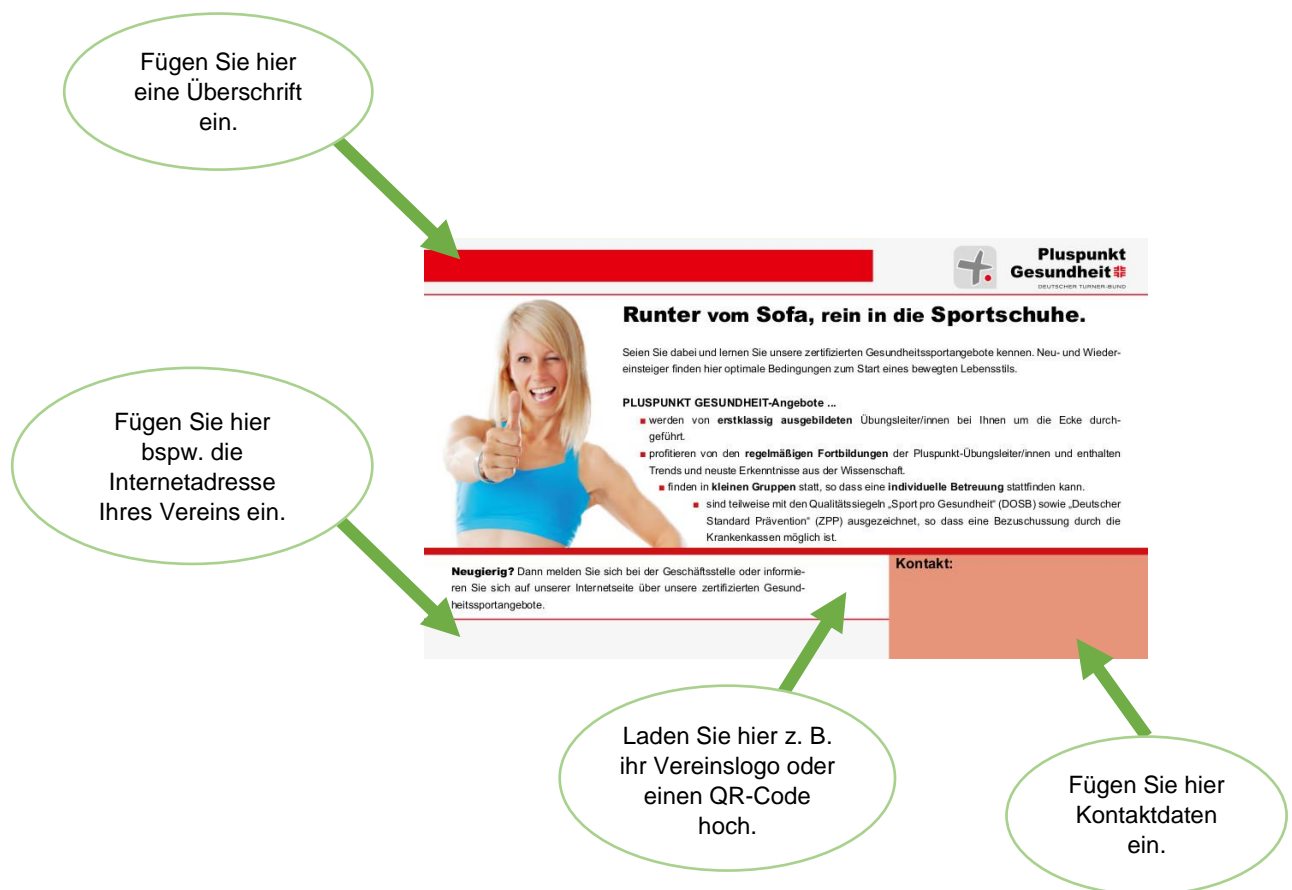 Fügen Sie hier
eine Überschrift
ein.
Pluspunkt
Gesundheit
DEUTSCHER TURNER-BUND
Runter vom Sofa, rein in die Sportschuhe.
Seien Sie dabei und lernen Sie unsere zertifizierten Gesundheitssportangebote kennen. Neu- und Wieder-
einsteiger finden hier optimale Bedingungen zum Start eines bewegten Lebensstils.
PLUSPUNKT GESUNDHEIT-Angebote ...
werden von erstklassig ausgebildeten Übungsleiter/innen bei Ihnen um die Ecke durch-
geführt.
profitieren von den regelmäßigen Fortbildungen der Pluspunkt-Übungsleiter/innen und enthalten
Trends und neuste Erkenntnisse aus der Wissenschaft.
finden in kleinen Gruppen statt, so dass eine individuelle Betreuung stattfinden kann.
sind teilweise mit den Qualitätssiegeln „Sport pro Gesundheit“ (DOSB) sowie „Deutscher
Standard Prävention“ (ZPP) ausgezeichnet, so dass eine Bezuschussung durch die
Krankenkassen möglich ist.
Fügen Sie hier
bspw. die
Internetadresse
Ihres Vereins ein.
Neugierig? Dann melden Sie sich bei der Geschäftsstelle oder informie-
ren Sie sich auf unserer Internetseite über unsere zertifizierten Gesund-
heitssportangebote.
Kontakt:
Laden Sie hier z. B.
ihr Vereinslogo oder
einen QR-Code
hoch.
Fügen Sie hier
Kontaktdaten
ein.